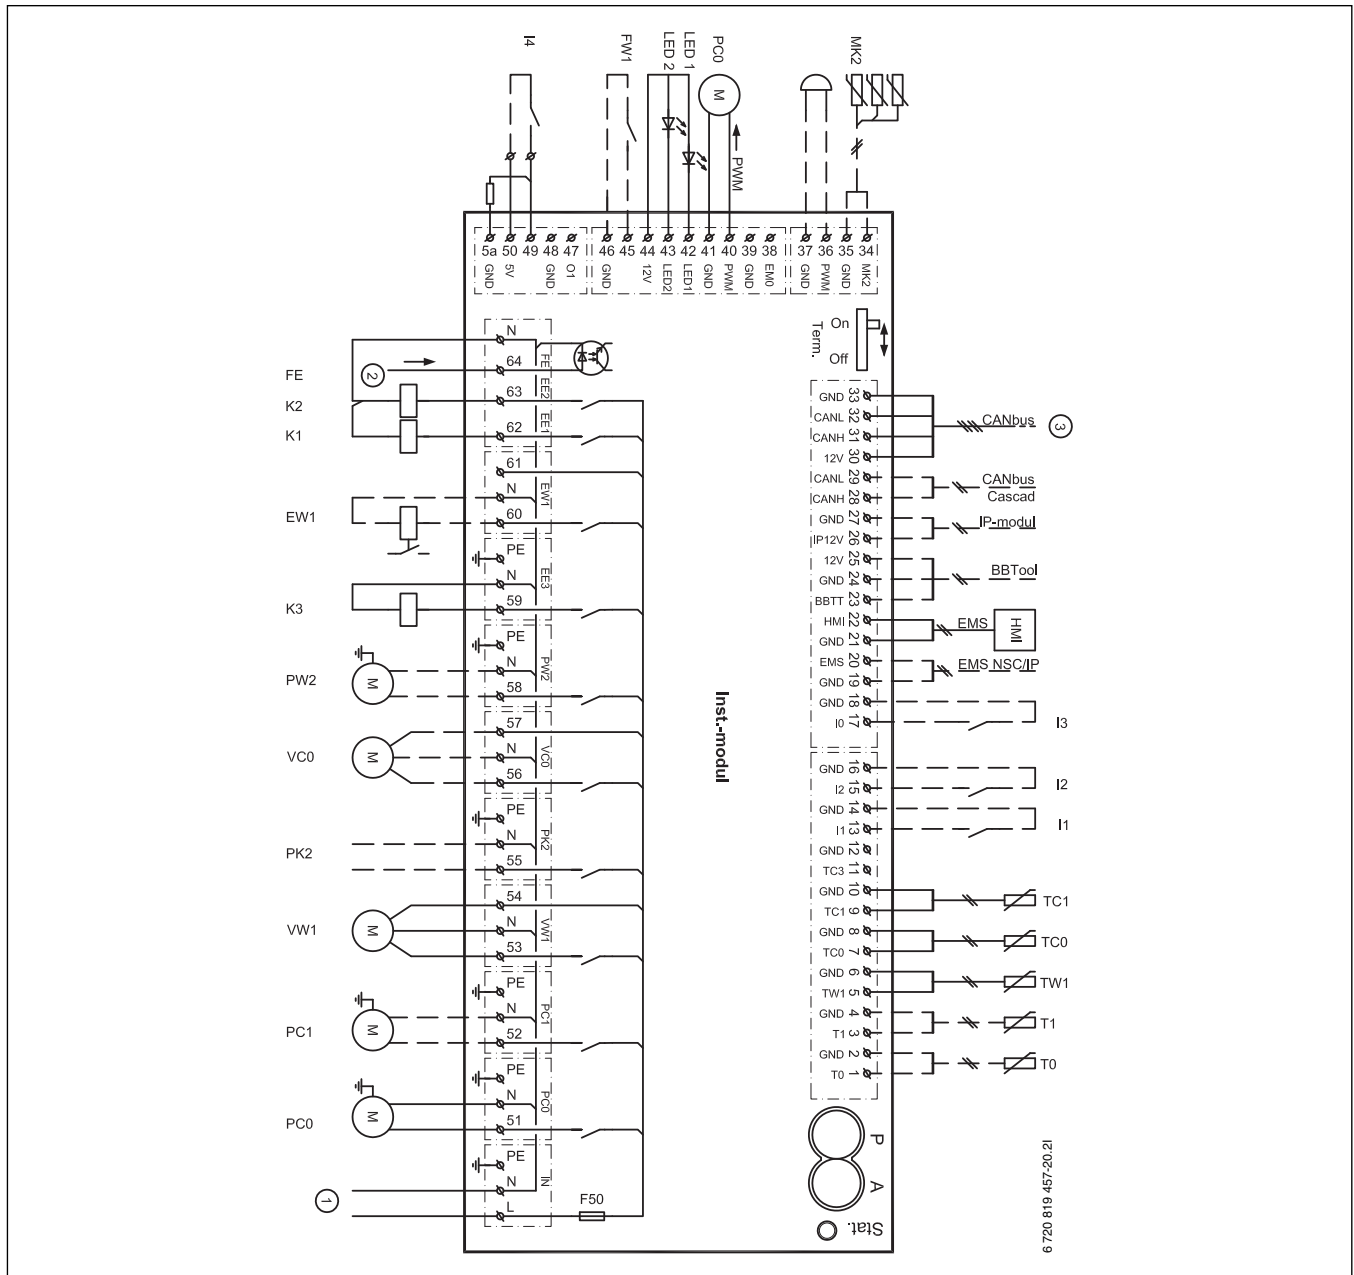 I4
FW1
LED 2
LED 1
PC0
MK2
M
PWM
5a 50 49 48 47
GND 5V GND O1
46 45 44 43 42 41 40 39 38
GND 12V LED2 LED1 GND PWM GND EM0
37 36 35 34
GND PWM GND MK2
On
Term.
Off
FE
2
K2
K1
N
64
FE
63
EE2
62
EE1
EW1
61
N
60
EW1
K3
PE
N
59
EE3
PW2
M
PE
N
58
PW2
VC0
M
57
N
56
VC0
PK2
PE
N
55
PK2
VW1
M
54
N
53
VW1
PC1
M
PE
N
52
PC1
PC0
M
PE
N
51
PC0
1
PE
N
L
IN
F50
Inst.-modul
GND 33
CANL 32
CANH 31
12V 30
CANbus
3
CANL 29
CANH 28
CANbus
Cascad
GND 27
IP12V 26
IP-modul
12V 25
GND 24
BBTT 23
BBTool
HMI 22
GND 21
EMS
HMI
EMS 20
GND 19
EMS NSC/IP
GND 18
I0 17
I3
GND 16
I2 15
I2
GND 14
I1 13
I1
GND 12
TC3 11
GND 10
TC1 9
TC1
GND 8
TC0 7
TC0
GND 6
TW1 5
TW1
GND 4
T1 3
T1
GND 2
T0 1
T0
P
A
Stat.
6 720 819 457-20.2I